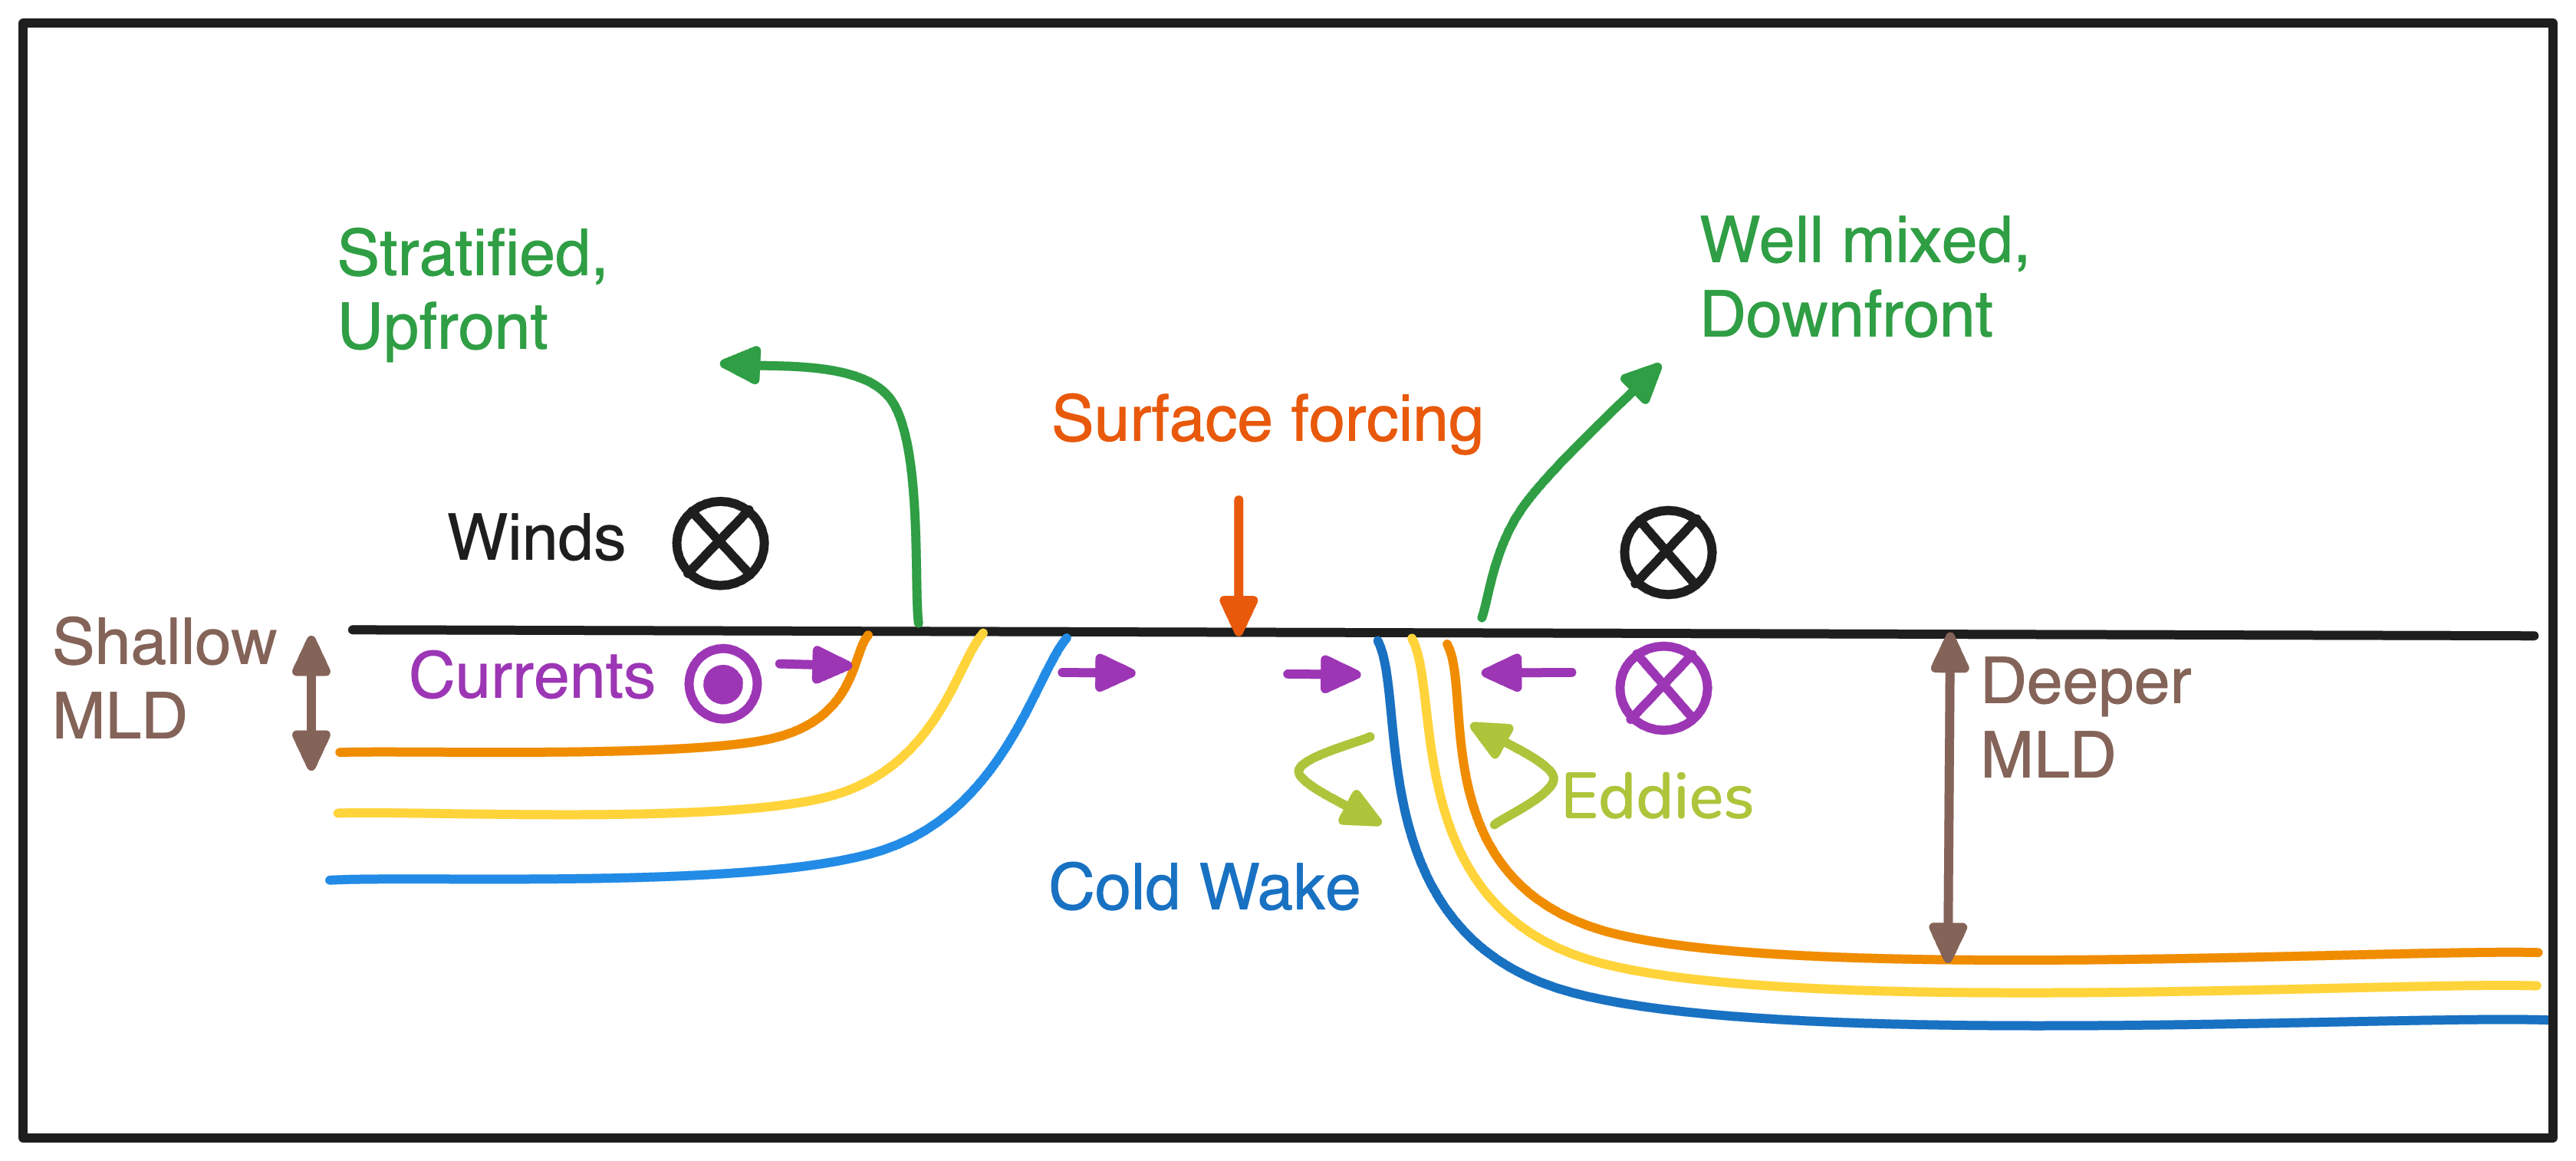 Stratified,
Upfront
Well mixed,
Downfront
Surface forcing
Winds
Shallow
MLD
Currents
Deeper
MLD
Eddies
Cold Wake